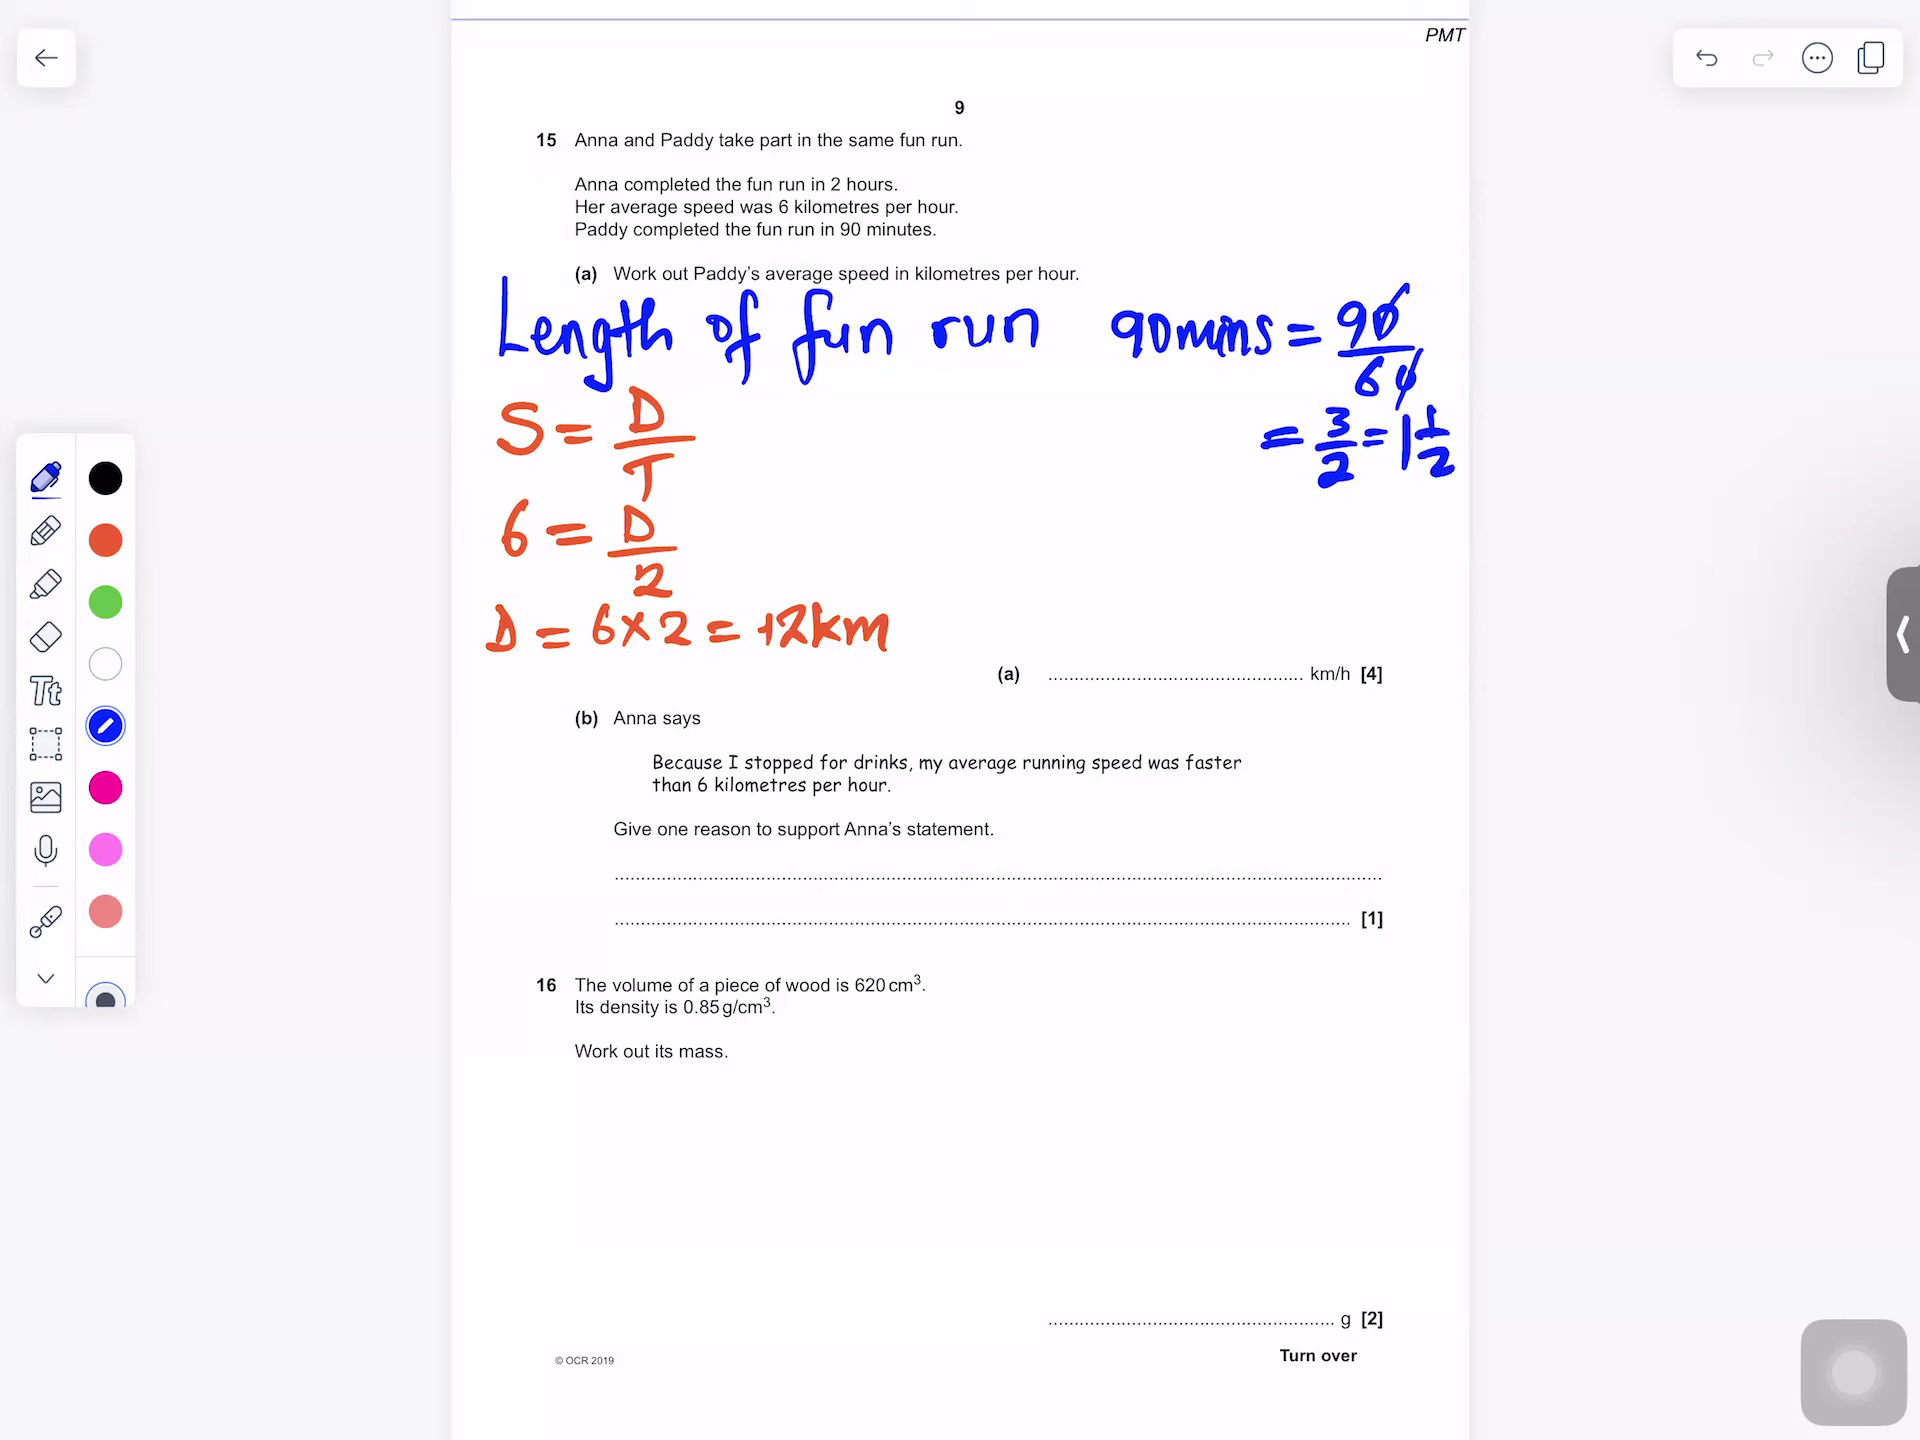 PMT
9
15 Anna and Paddy take part in the same fun run.
Anna completed the fun run in 2 hours.
Her average speed was 6 kilometres per hour.
Paddy completed the fun run in 90 minutes.
(a) Work out Paddy's average speed in kilometres per hour.
Length of fun run 90mins = 90/60
= 3/2 = 1 1/2
S = D/T
6 = D/2
D = 6 × 2 = 12km
(a) ................................................. km/h [4]
(b) Anna says
Because I stopped for drinks, my average running speed was faster
than 6 kilometres per hour.
Give one reason to support Anna's statement.
....................................................................................................................................................
.............................................................................................................................................. [1]
16 The volume of a piece of wood is 620 cm³.
Its density is 0.85 g/cm³.
Work out its mass.
....................................................... g [2]
© OCR 2019
Turn over
Tt